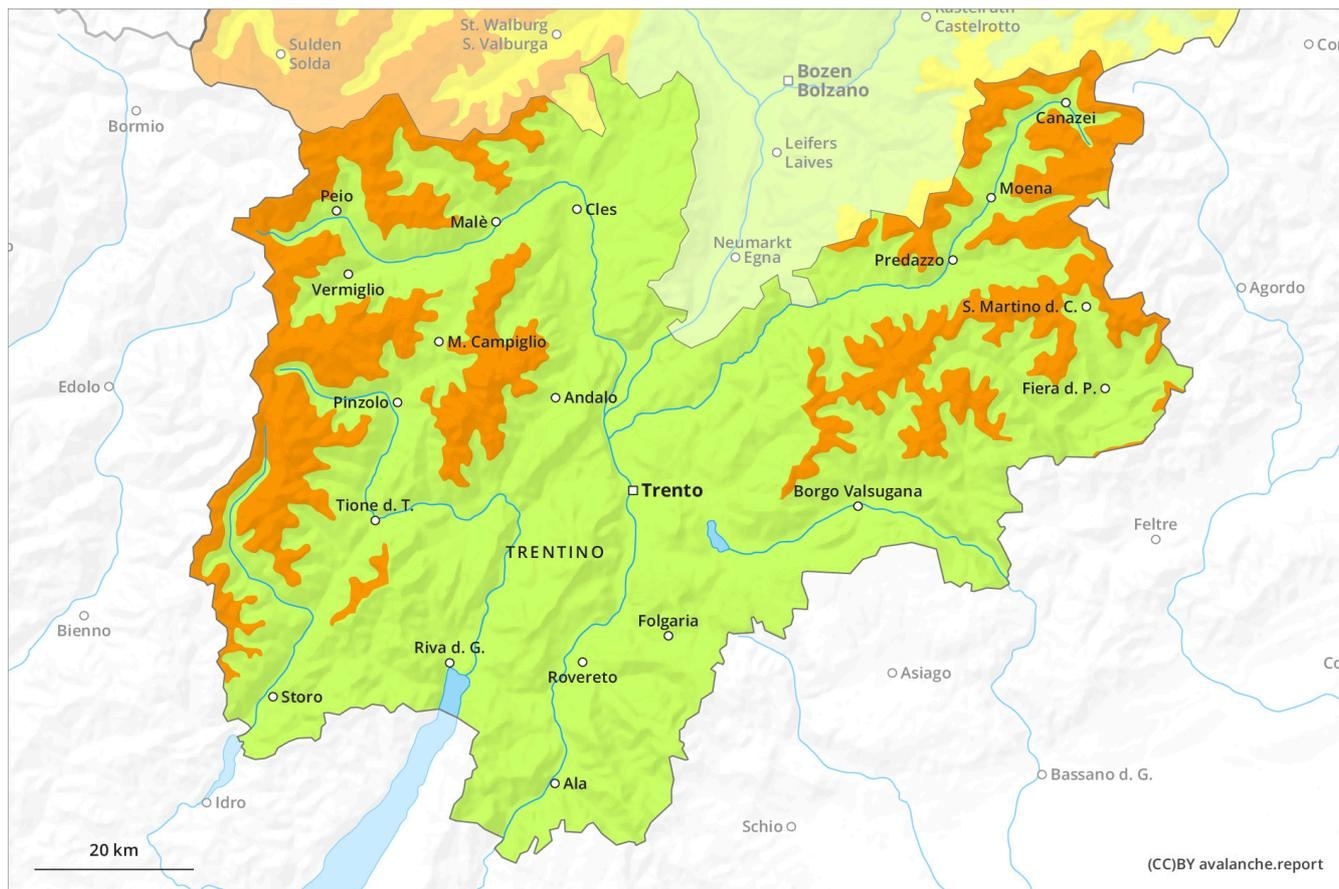 Kastelruth
Castelrotto
St. Walburg
S. Valburga
Sulden
Solda
Bozen
Bolzano
Bormio
Canazei
Leifers
Laives
Peio
Moena
Malè
Cles
Neumarkt
Egna
Predazzo
Vermiglio
Agordo
S. Martino d. C.
M. Campiglio
Edolo
Fiera d. P.
Andalo
Pinzolo
Trento
Borgo Valsugana
Tione d. T.
Feltre
TRENTINO
Bienno
Folgaria
Riva d. G.
Asiago
Rovereto
Storo
Bassano d. G.
Ala
Idro
Schio
20 km
(CC)BY avalanche.report